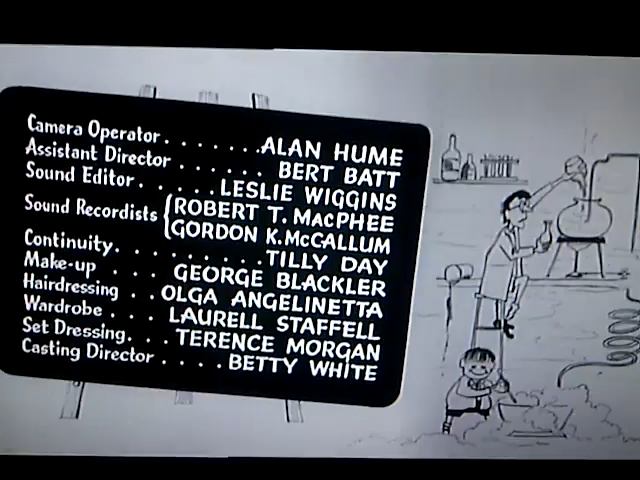 Camera Operator . . . . . . . ALAN HUME
Assistant Director . . . . . . BERT BATT
Sound Editor . . . . . LESLIE WIGGINS
Sound Recordists { ROBERT T. MACPHEE
GORDON K. McCALLUM
Continuity . . . . . . . . . TILLY DAY
Make-up . . . . GEORGE BLACKLER
Hairdressing . . OLGA ANGELINETTA
Wardrobe . . . LAURELL STAFFELL
Set Dressing . . . TERENCE MORGAN
Casting Director . . . . BETTY WHITE